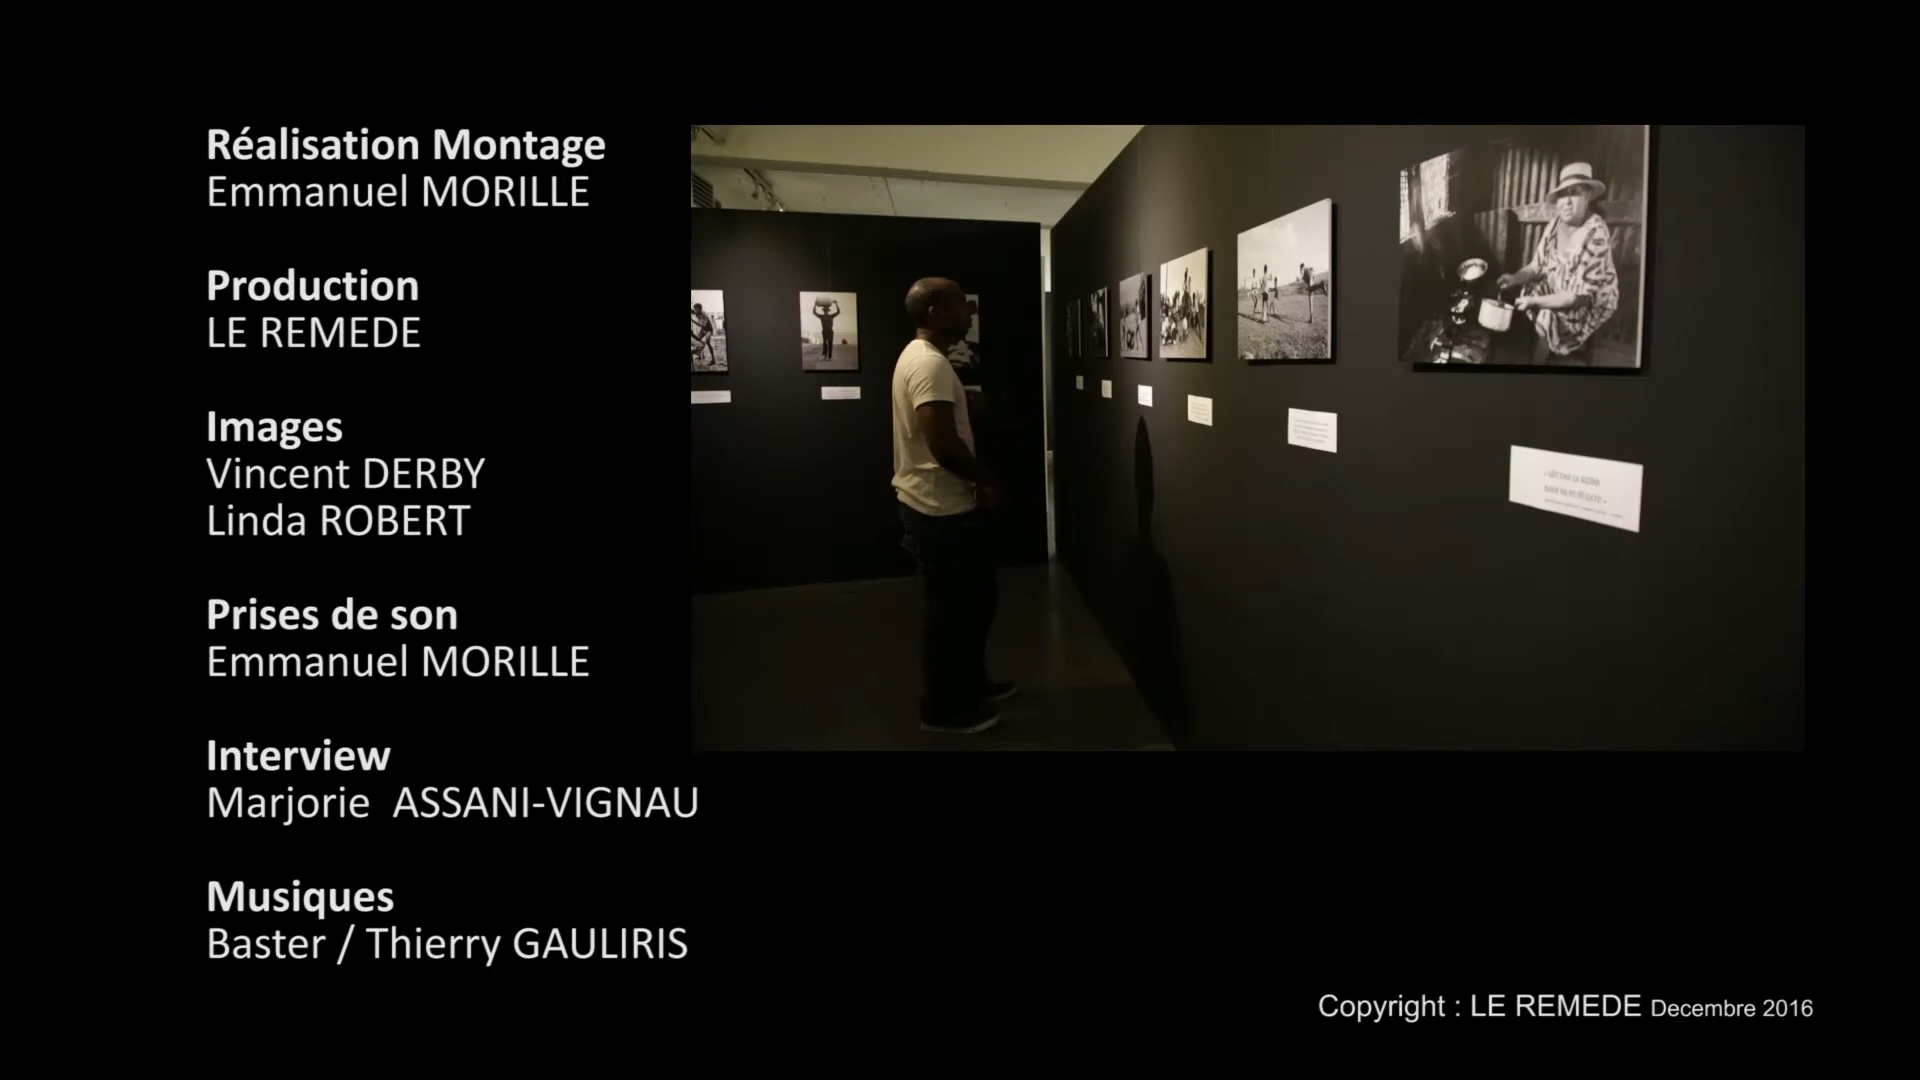 Réalisation Montage
Emmanuel MORILLE
Production
LE REMEDE
Images
Vincent DERBY
Linda ROBERT
Prises de son
Emmanuel MORILLE
Interview
Marjorie  ASSANI-VIGNAU
Musiques
Baster / Thierry GAULIRIS
Copyright : LE REMEDE Decembre 2016